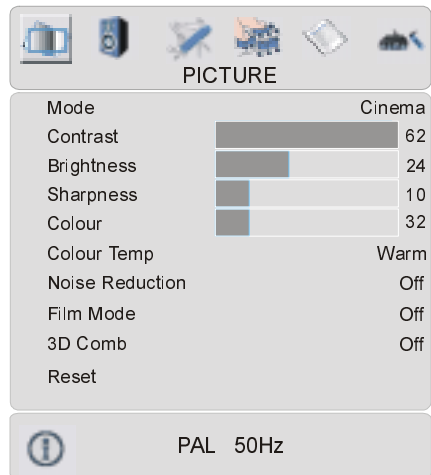 PICTURE
Mode Cinema
Contrast 62
Brightness 24
Sharpness 10
Colour 32
Colour Temp Warm
Noise Reduction Off
Film Mode Off
3D Comb Off
Reset
PAL 50Hz